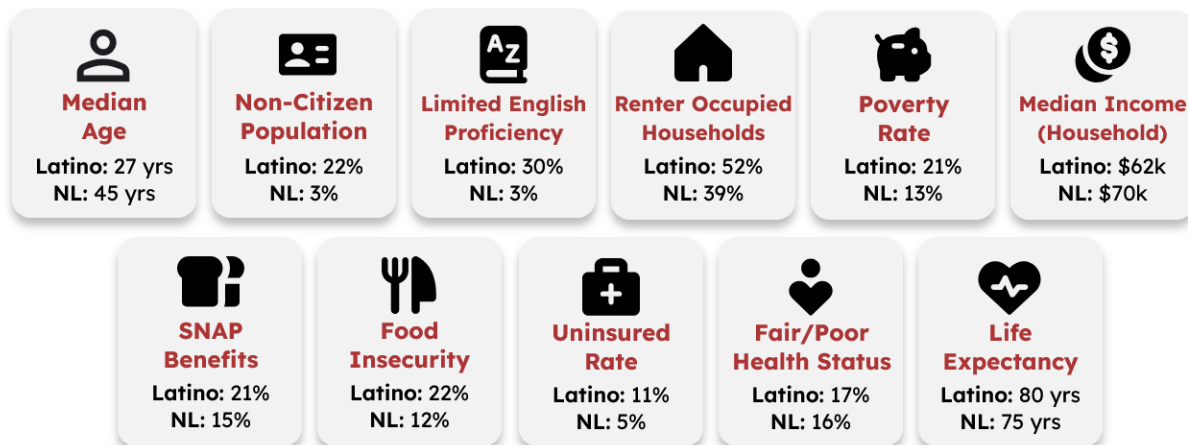 Median
Age
Latino: 27 yrs
NL: 45 yrs
Non-Citizen
Population
Latino: 22%
NL: 3%
AZ
Limited English
Proficiency
Latino: 30%
NL: 3%
Renter Occupied
Households
Latino: 52%
NL: 39%
Poverty
Rate
Latino: 21%
NL: 13%
$
Median Income
(Household)
Latino: $62k
NL: $70k
SNAP
Benefits
Latino: 21%
NL: 15%
Food
Insecurity
Latino: 22%
NL: 12%
Uninsured
Rate
Latino: 11%
NL: 5%
Fair/Poor
Health Status
Latino: 17%
NL: 16%
Life
Expectancy
Latino: 80 yrs
NL: 75 yrs